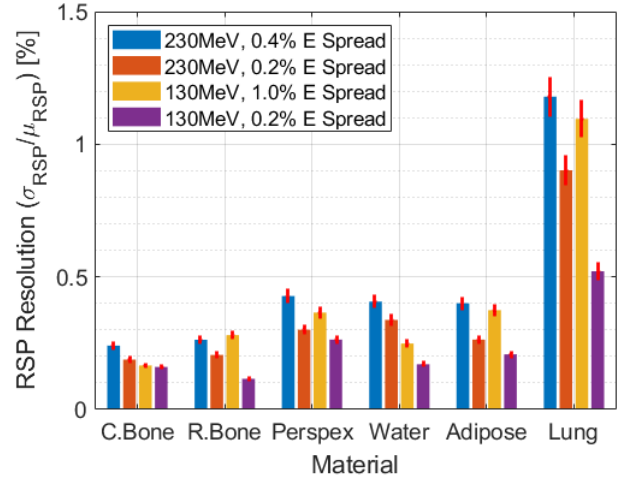 1.5
1
0.5
0
RSP Resolution (σRSP/μRSP) [%]
230MeV, 0.4% E Spread
230MeV, 0.2% E Spread
130MeV, 1.0% E Spread
130MeV, 0.2% E Spread
C.Bone R.Bone Perspex Water Adipose Lung
Material